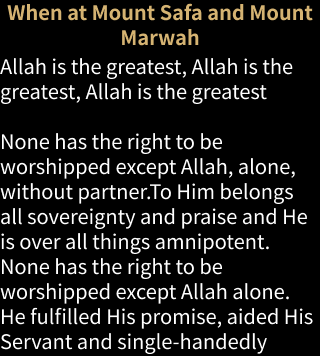 When at Mount Safa and Mount
Marwah
Allah is the greatest, Allah is the
greatest, Allah is the greatest
None has the right to be
worshipped except Allah, alone,
without partner.To Him belongs
all sovereignty and praise and He
is over all things amnipotent.
None has the right to be
worshipped except Allah alone.
He fulfilled His promise, aided His
Servant and single-handedly